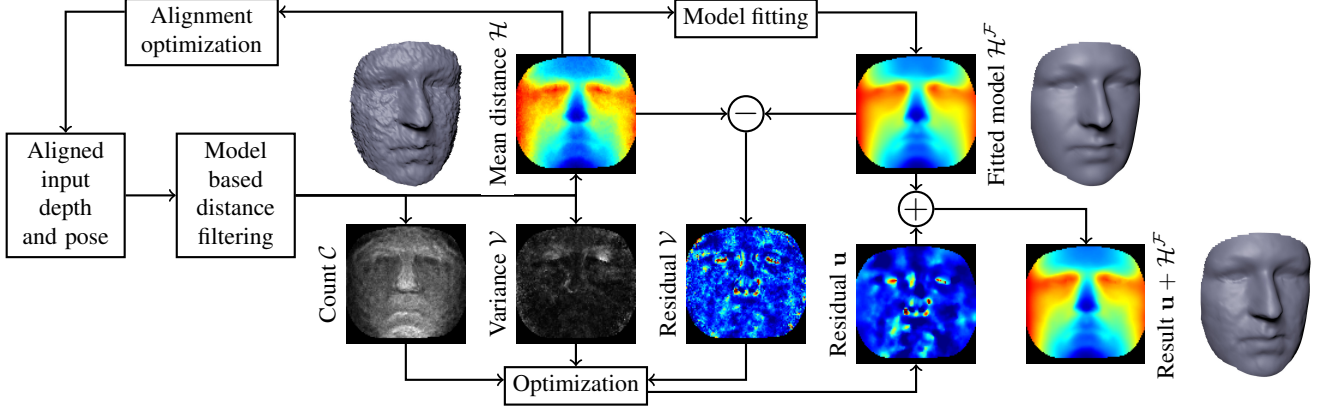 Alignment
optimization
Model fitting
Mean distance ℋ
Fitted model ℋ^ℱ
Aligned
input
depth
and pose
Model
based
distance
filtering
−
+
Count 𝒞
Variance 𝒱
Residual 𝒱
Residual u
Result u + ℋ^ℱ
Optimization